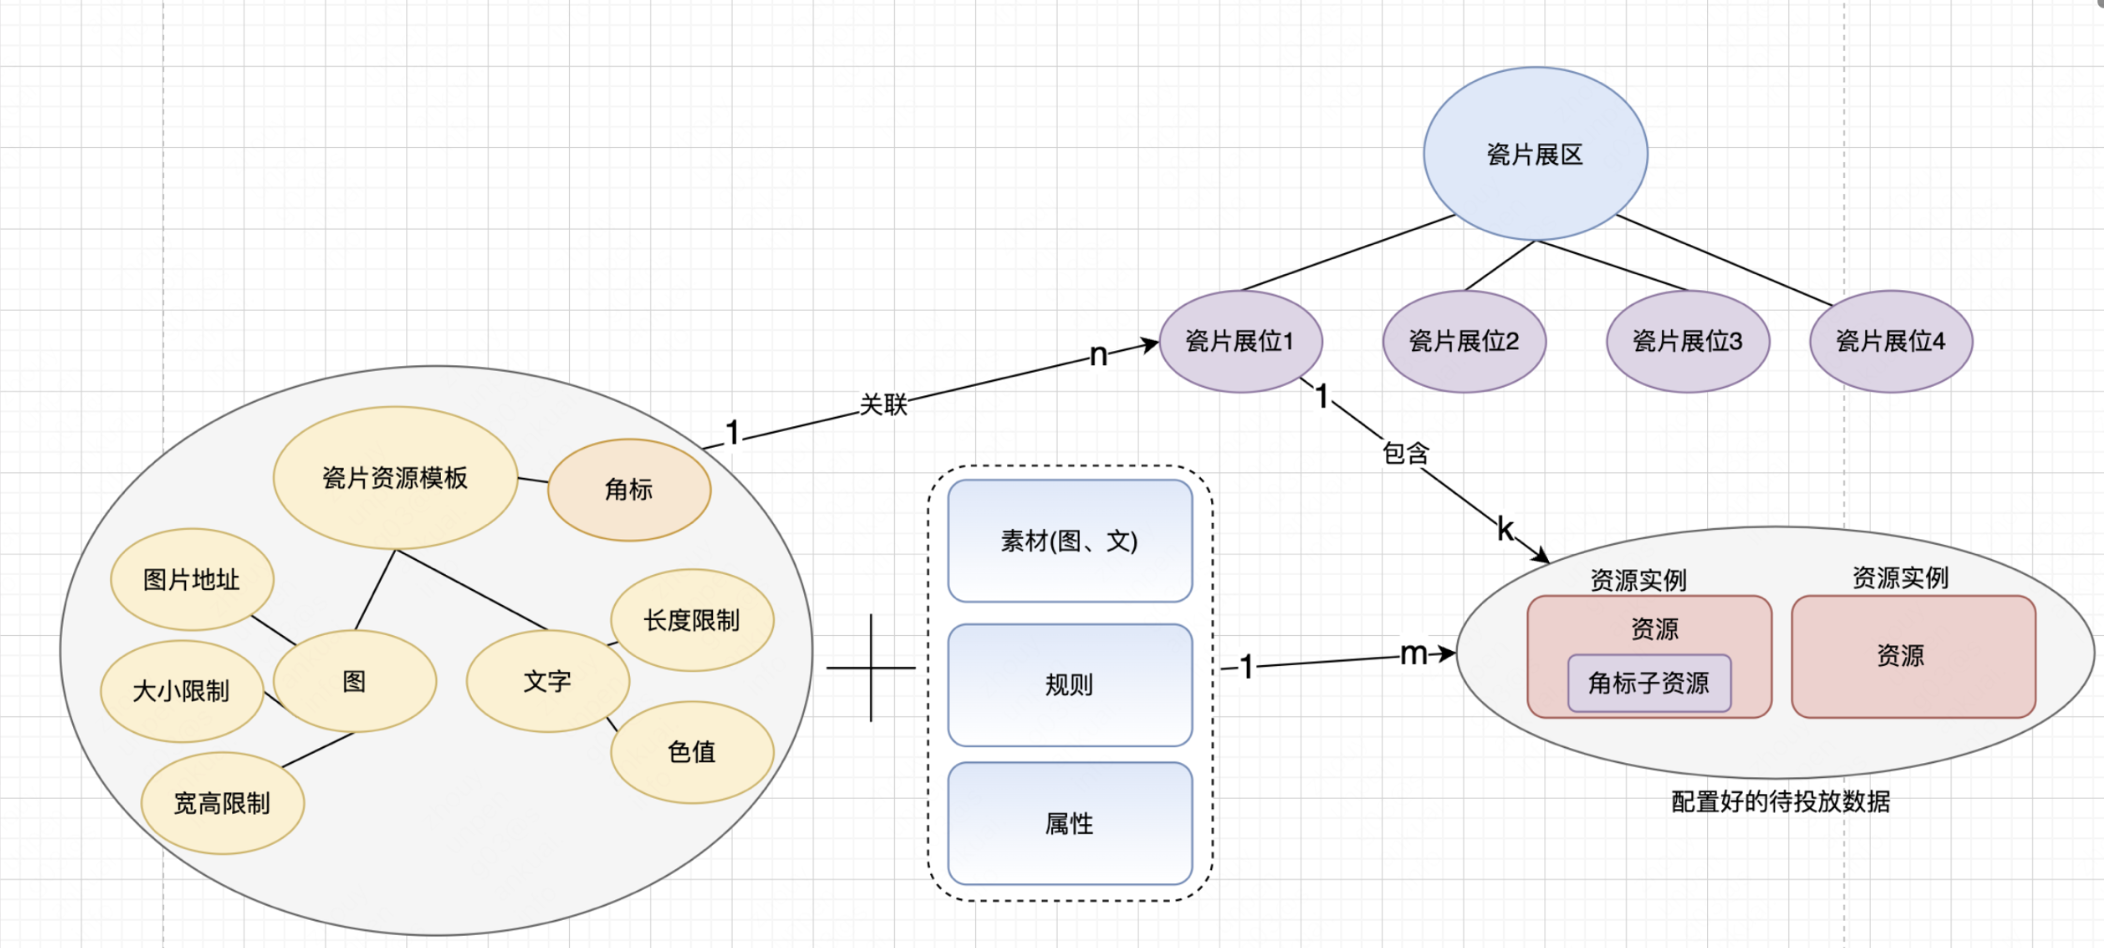 瓷片展区
瓷片展位1
瓷片展位2
瓷片展位3
瓷片展位4
n
关联
1
1
包含
k
瓷片资源模板
角标
图片地址
大小限制
宽高限制
图
文字
长度限制
色值
素材(图、文)
规则
属性
1
m
资源实例
资源
角标子资源
资源实例
资源
配置好的待投放数据